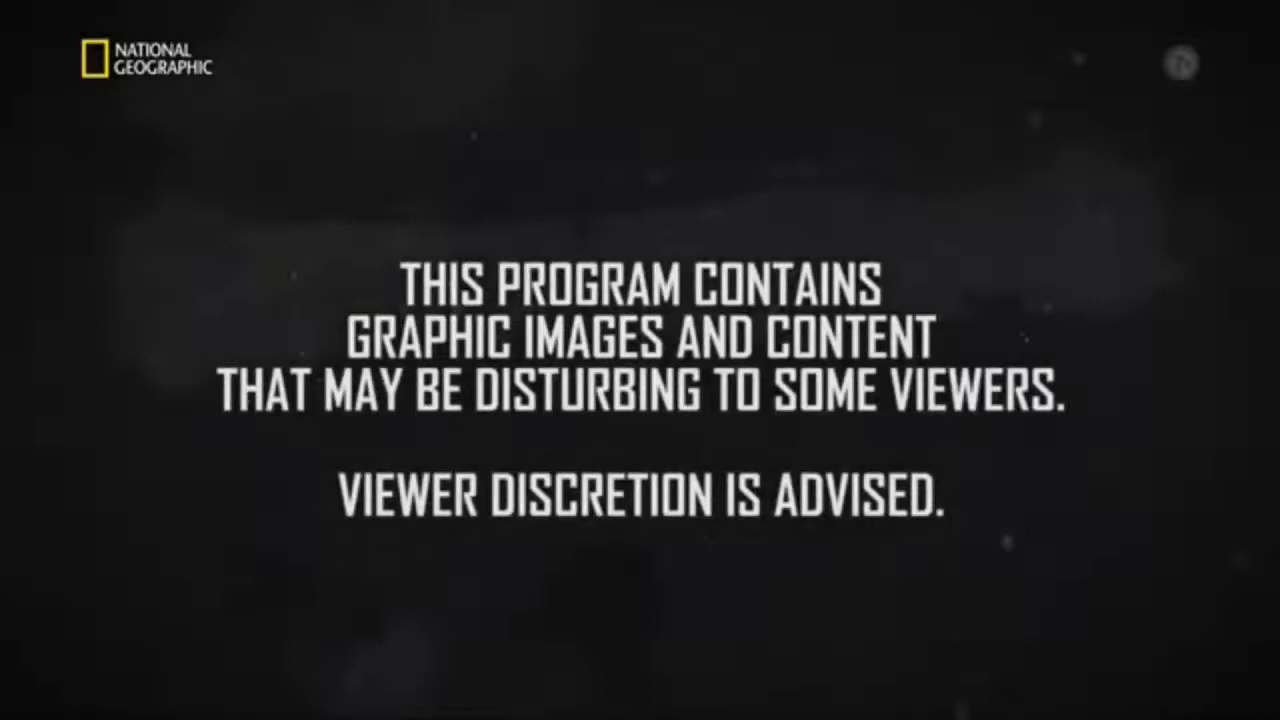 NATIONAL
GEOGRAPHIC
THIS PROGRAM CONTAINS
GRAPHIC IMAGES AND CONTENT
THAT MAY BE DISTURBING TO SOME VIEWERS.
VIEWER DISCRETION IS ADVISED.